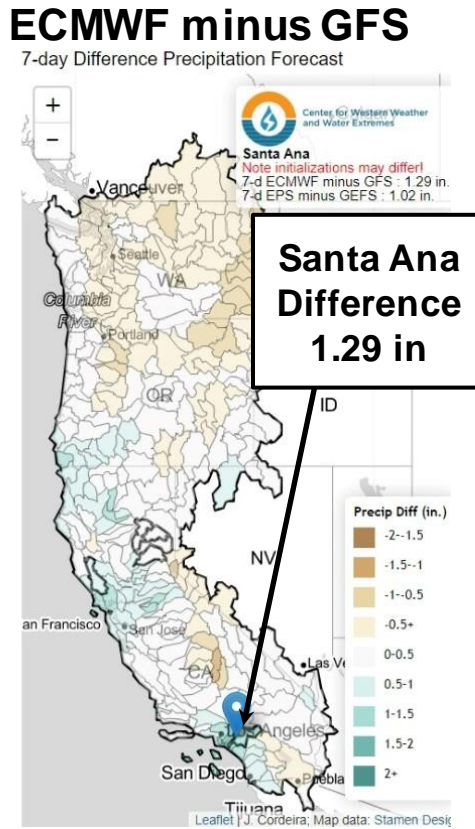 ECMWF minus GFS
7-day Difference Precipitation Forecast
+
−
Center for Western Weather
and Water Extremes
Santa Ana
Note initializations may differ!
7-d ECMWF minus GFS : 1.29 in.
7-d EPS minus GEFS : 1.02 in.
Vancouver
Seattle
WA
Columbia
River
Portland
Santa Ana
Difference
1.29 in
OR
ID
NV
an Francisco
San Jose
CA
Las Ve
Los Angeles
San Diego
Puebla
Tijuana
Precip Diff (in.)
-2--1.5
-1.5--1
-1--0.5
-0.5+
0-0.5
0.5-1
1-1.5
1.5-2
2+
Leaflet | J. Cordeira; Map data: Stamen Desig